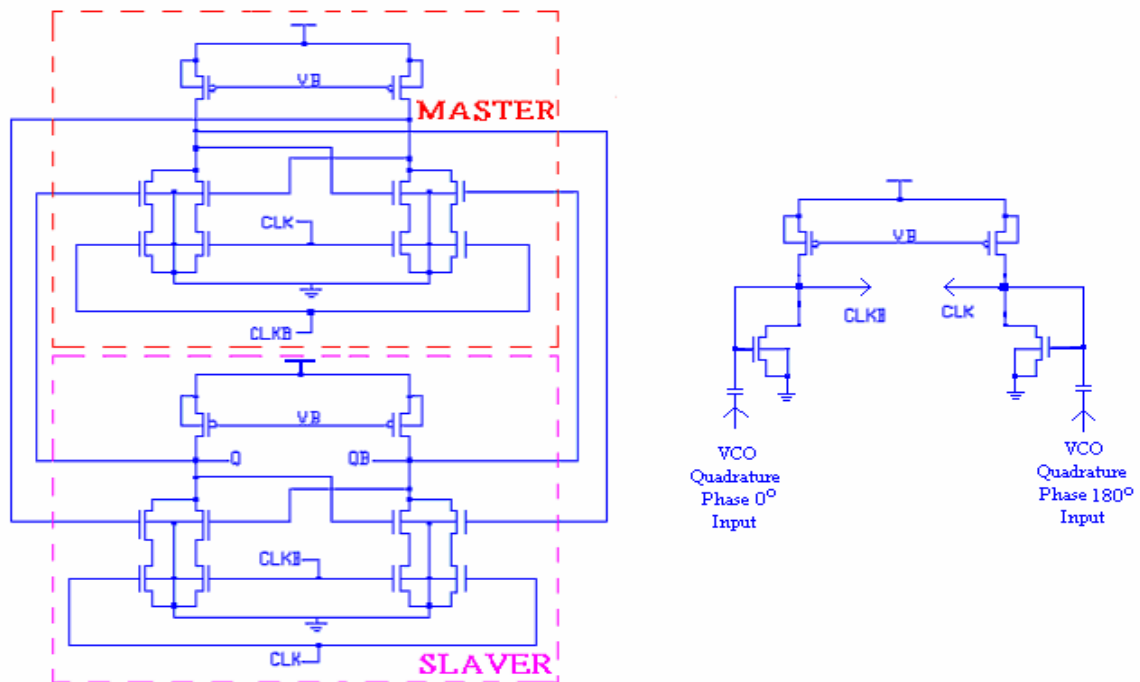 VB
MASTER
CLK
CLKB
VB
Q
QB
CLKB
CLK
SLAVER
VB
CLKB
CLK
VCO
Quadrature
Phase 0°
Input
VCO
Quadrature
Phase 180°
Input